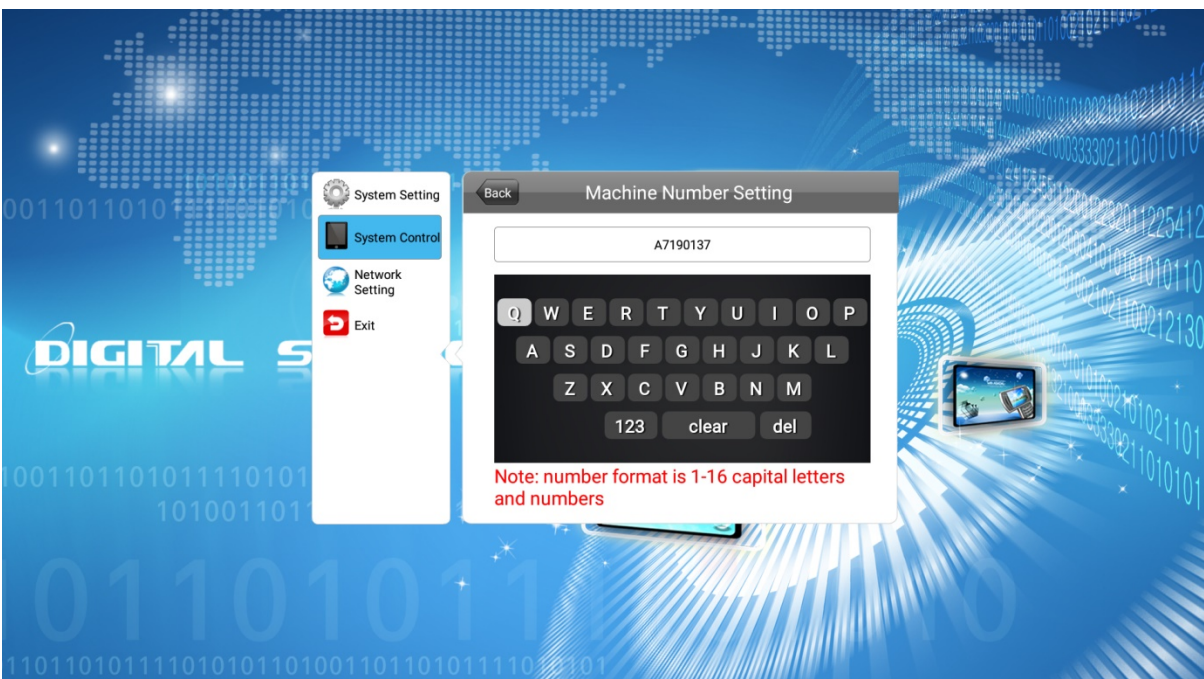 System Setting
System Control
Network
Setting
Exit
Back
Machine Number Setting
A7190137
Q W E R T Y U I O P
A S D F G H J K L
Z X C V B N M
123 clear del
Note: number format is 1-16 capital letters
and numbers
DIGITAL S